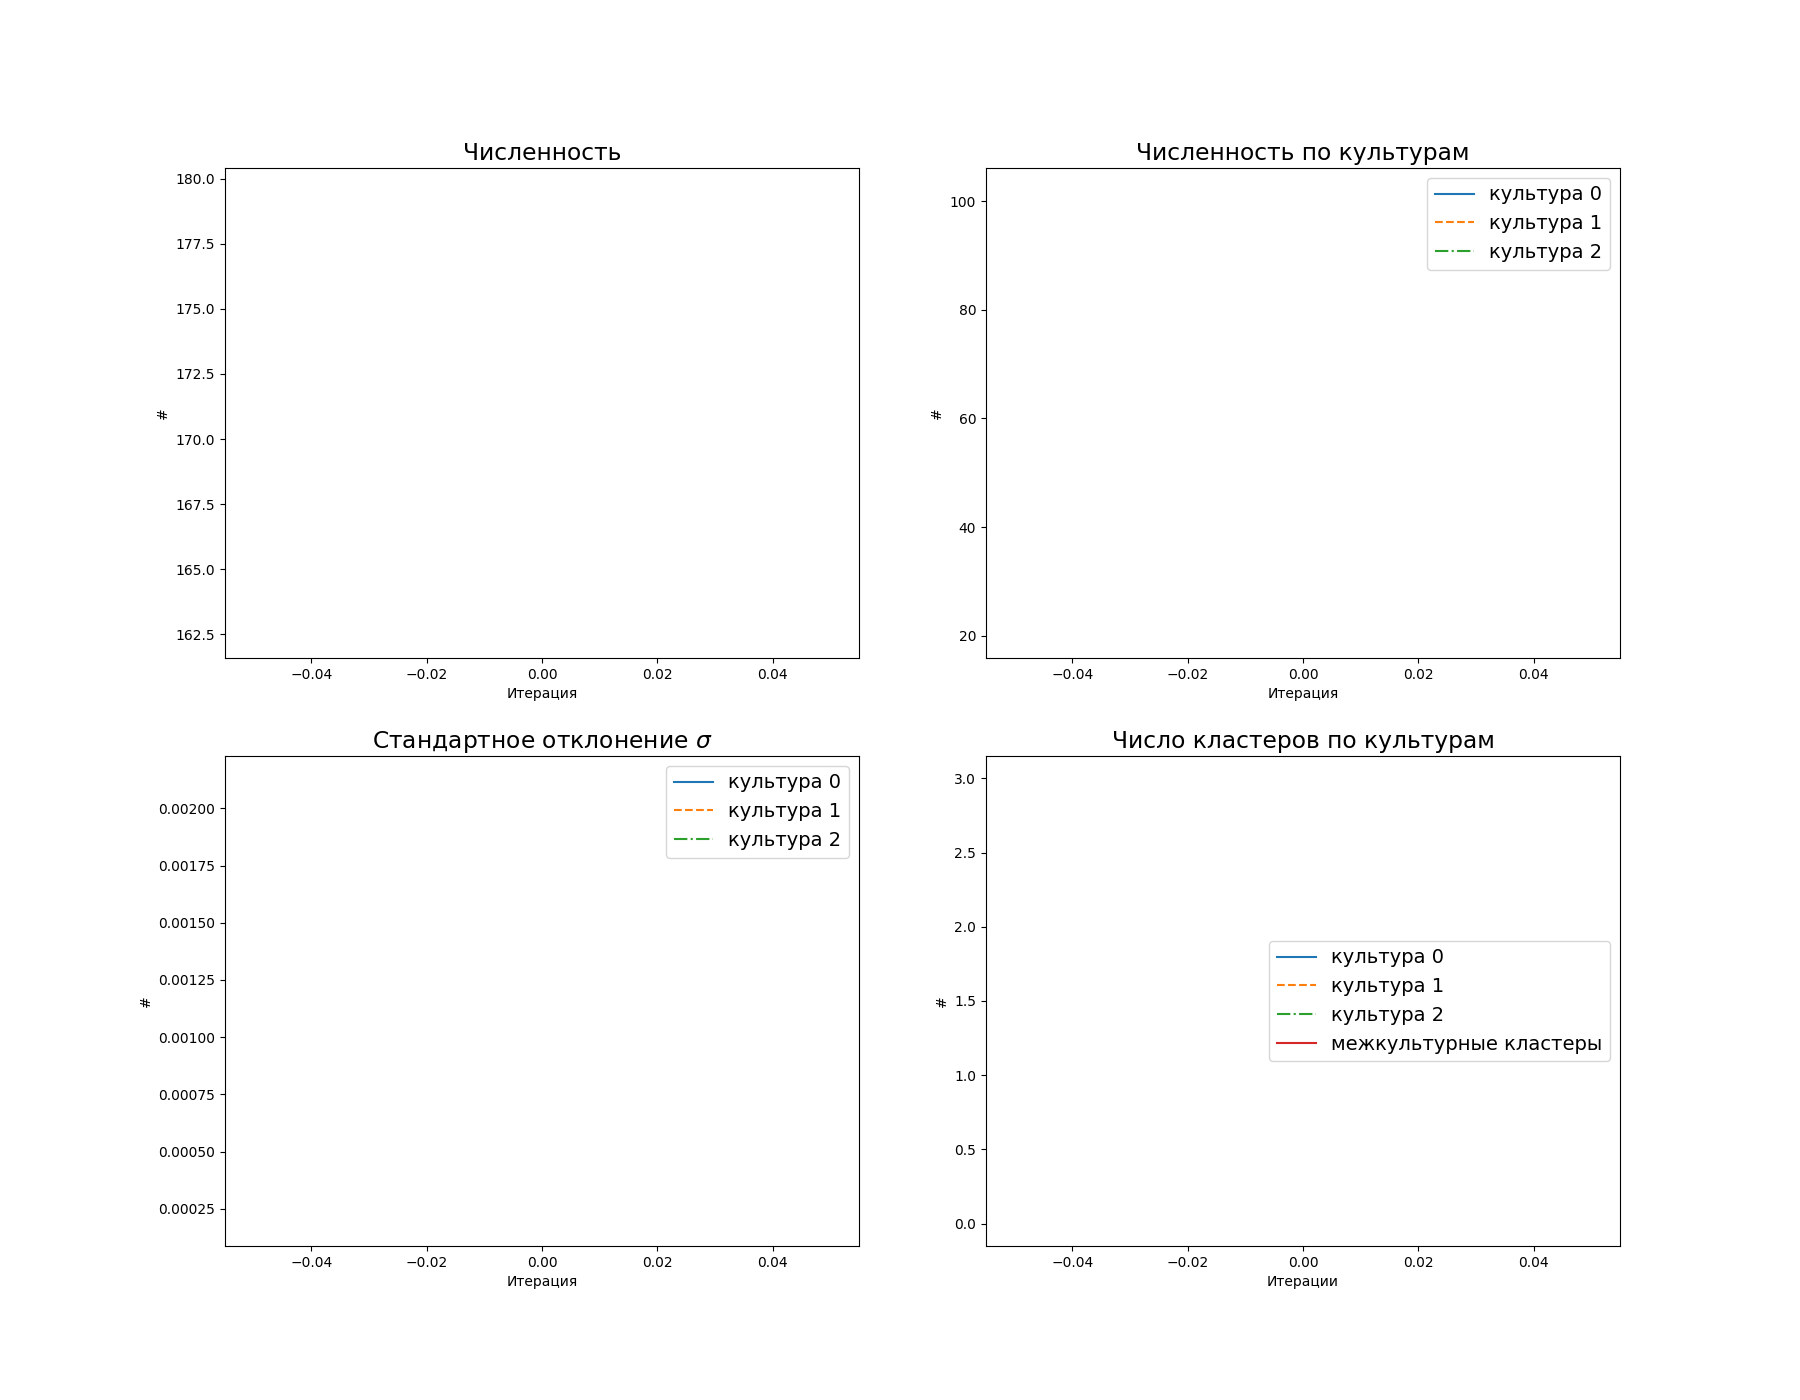 Численность
180.0
177.5
175.0
172.5
170.0
167.5
165.0
162.5
#
−0.04 −0.02 0.00 0.02 0.04
Итерация
Численность по культурам
100
80
60
40
20
#
культура 0
культура 1
культура 2
−0.04 −0.02 0.00 0.02 0.04
Итерация
Стандартное отклонение σ
0.00200
0.00175
0.00150
0.00125
0.00100
0.00075
0.00050
0.00025
#
культура 0
культура 1
культура 2
−0.04 −0.02 0.00 0.02 0.04
Итерация
Число кластеров по культурам
3.0
2.5
2.0
1.5
1.0
0.5
0.0
#
культура 0
культура 1
культура 2
межкультурные кластеры
−0.04 −0.02 0.00 0.02 0.04
Итерации